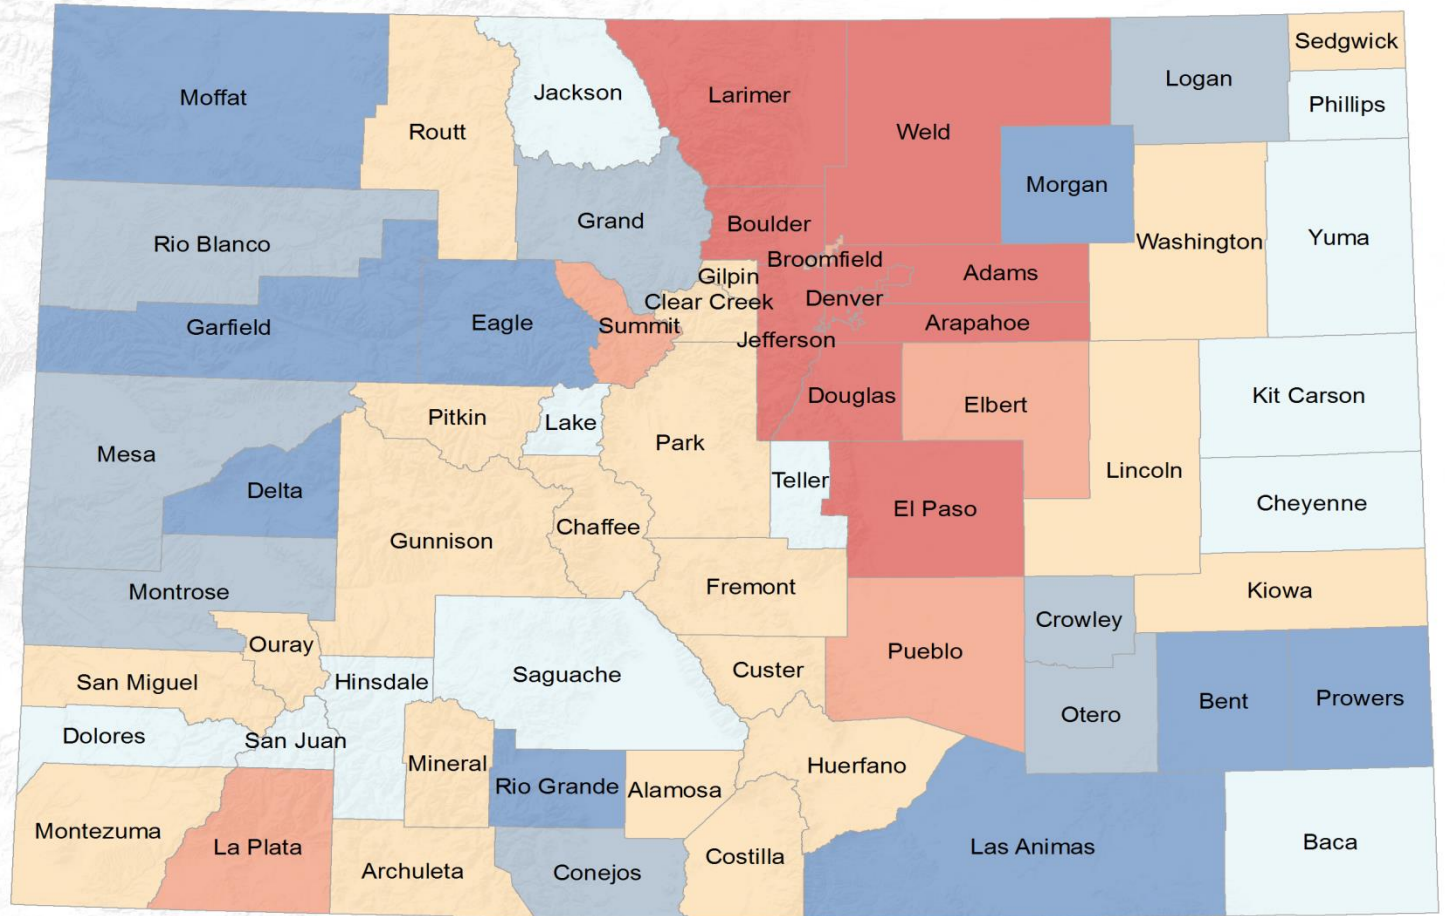 Sedgwick
Logan
Moffat
Jackson
Larimer
Phillips
Routt
Weld
Morgan
Grand
Boulder
Yuma
Rio Blanco
Washington
Broomfield
Gilpin
Adams
Clear Creek
Denver
Garfield
Eagle
Summit
Arapahoe
Jefferson
Kit Carson
Douglas
Elbert
Pitkin
Lake
Park
Mesa
Lincoln
Teller
Delta
Cheyenne
El Paso
Chaffee
Gunnison
Fremont
Kiowa
Montrose
Crowley
Ouray
Pueblo
Custer
Saguache
San Miguel
Hinsdale
Prowers
Bent
Otero
Dolores
San Juan
Mineral
Huerfano
Rio Grande
Alamosa
Montezuma
Baca
La Plata
Las Animas
Costilla
Archuleta
Conejos